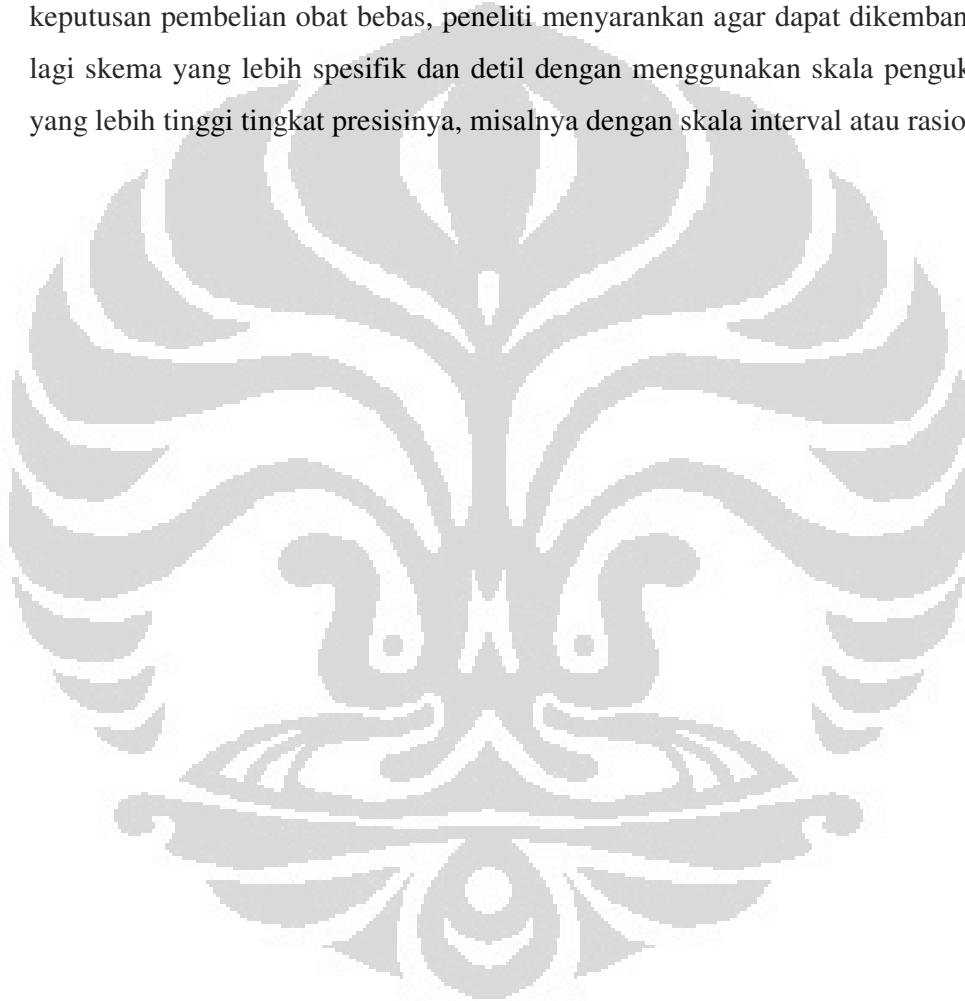 keputusan pembelian obat bebas, peneliti menyarankan agar dapat dikemban
lagi skema yang lebih spesifik dan detil dengan menggunakan skala penguk
yang lebih tinggi tingkat presisinya, misalnya dengan skala interval atau rasio